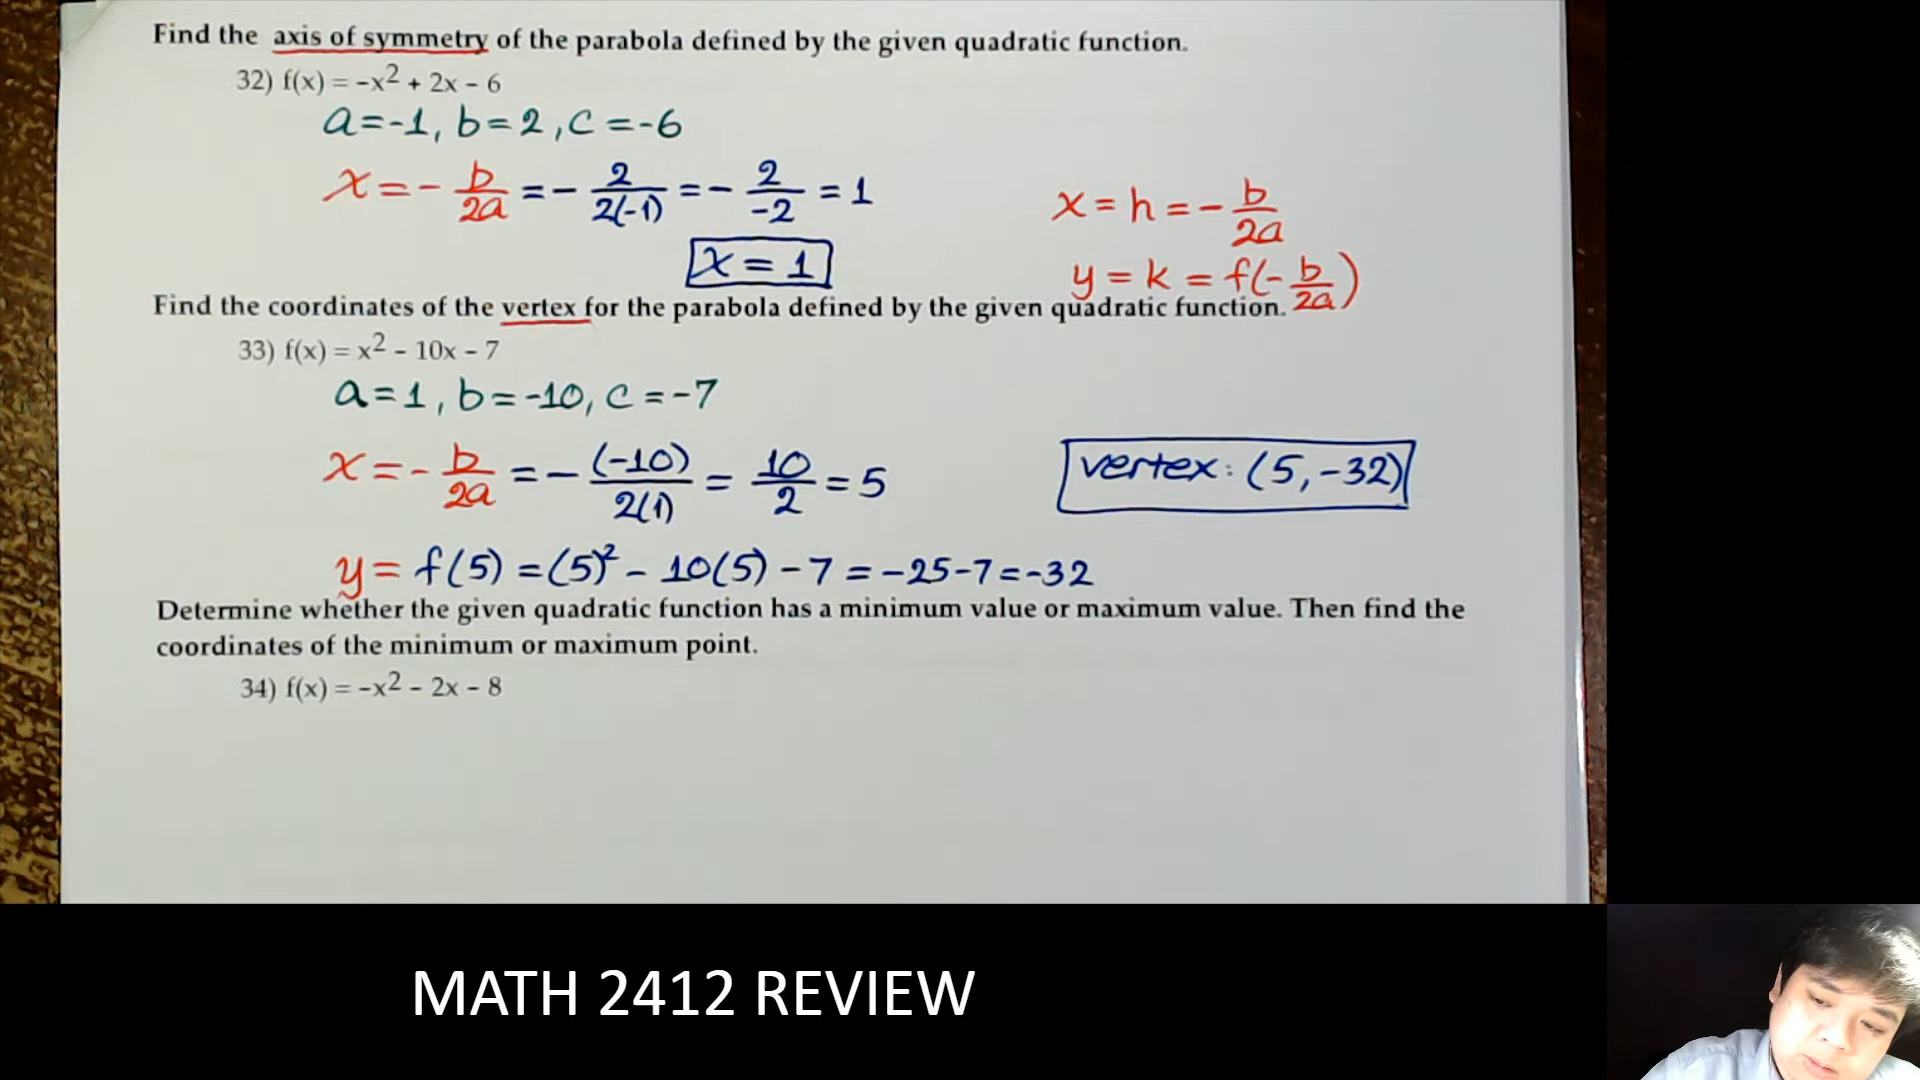 Find the axis of symmetry of the parabola defined by the given quadratic function.
32) f(x) = -x² + 2x - 6
a=-1, b=2, c=-6
x = - b/2a = - 2/2(-1) = - 2/-2 = 1
x = h = - b/2a
x = 1
y = k = f(- b/2a)
Find the coordinates of the vertex for the parabola defined by the given quadratic function.
33) f(x) = x² - 10x - 7
a=1, b=-10, c=-7
x = - b/2a = - (-10)/2(1) = 10/2 = 5
vertex: (5, -32)
y = f(5) = (5)² - 10(5) - 7 = -25-7 = -32
Determine whether the given quadratic function has a minimum value or maximum value. Then find the
coordinates of the minimum or maximum point.
34) f(x) = -x² - 2x - 8
MATH 2412 REVIEW